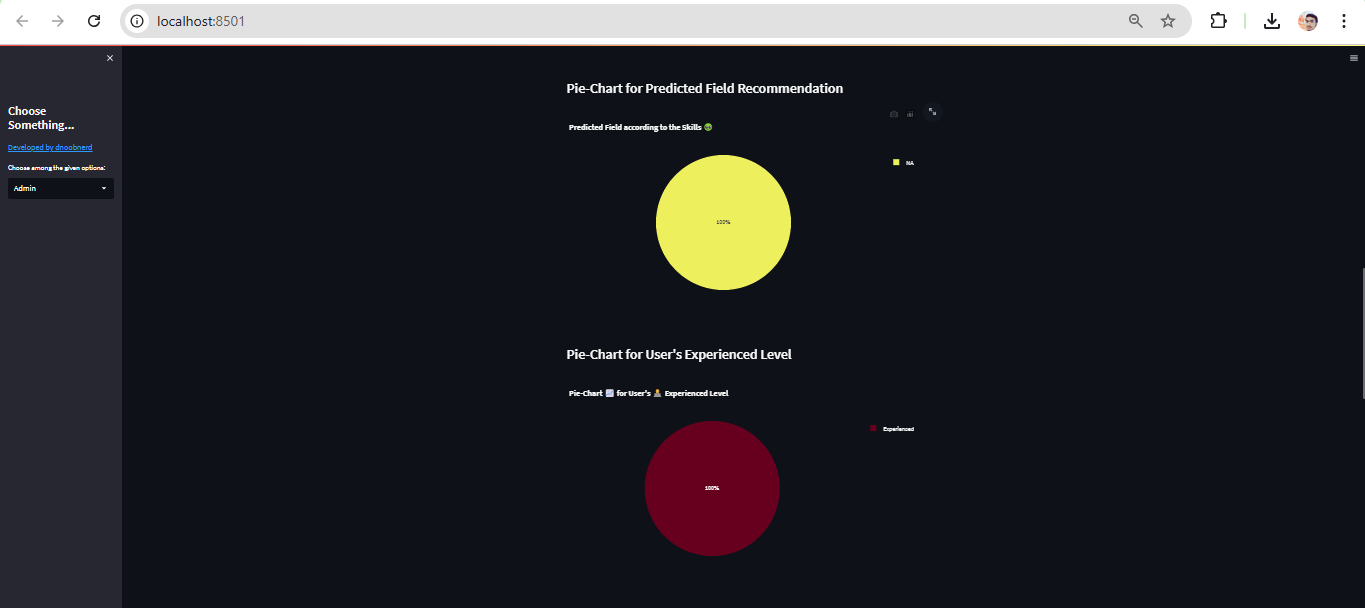 localhost:8501
Choose
Something...
Developed by dnoobnerd
Choose among the given options:
Admin
Pie-Chart for Predicted Field Recommendation
Predicted Field according to the Skills 👽
NA
100%
Pie-Chart for User's Experienced Level
Pie-Chart 📈 for User's 👨‍💻 Experienced Level
Experienced
100%